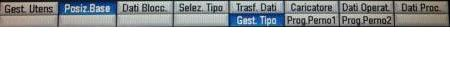 Gest. Utens Posiz.Base Dati Blocc. Selez. Tipo Trasf. Dati Caricatore Dati Operat. Dati Proc.
Gest. Tipo Prog.Perno1 Prog.Perno2